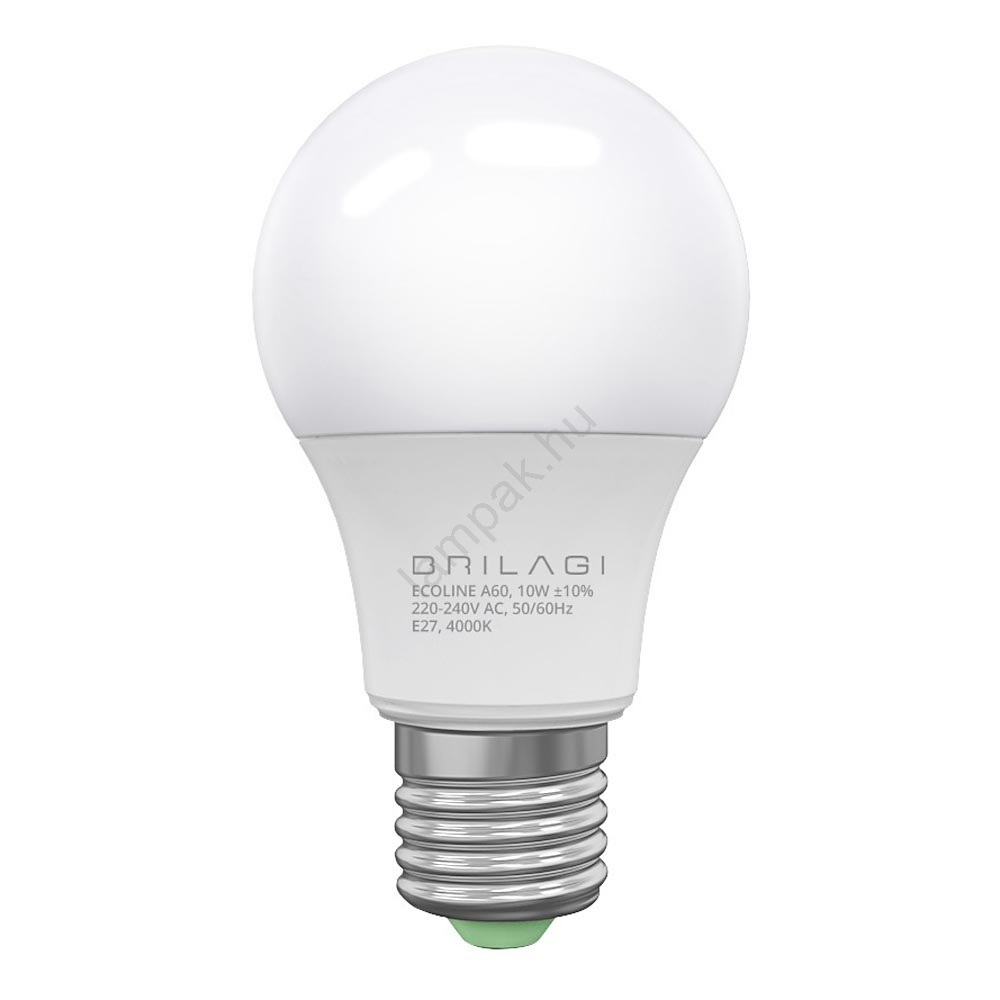 lampak.hu
BRILAGI
ECOLINE A60, 10W ±10%
220-240V AC, 50/60Hz
E27, 4000K